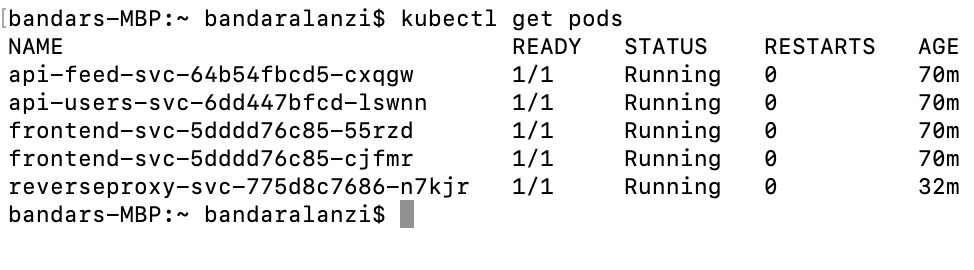 [bandars-MBP:~ bandaralanzi$ kubectl get pods
NAME READY STATUS RESTARTS AGE
api-feed-svc-64b54fbcd5-cxqgw 1/1 Running 0 70m
api-users-svc-6dd447bfcd-lswnn 1/1 Running 0 70m
frontend-svc-5dddd76c85-55rzd 1/1 Running 0 70m
frontend-svc-5dddd76c85-cjfmr 1/1 Running 0 70m
reverseproxy-svc-775d8c7686-n7kjr 1/1 Running 0 32m
bandars-MBP:~ bandaralanzi$